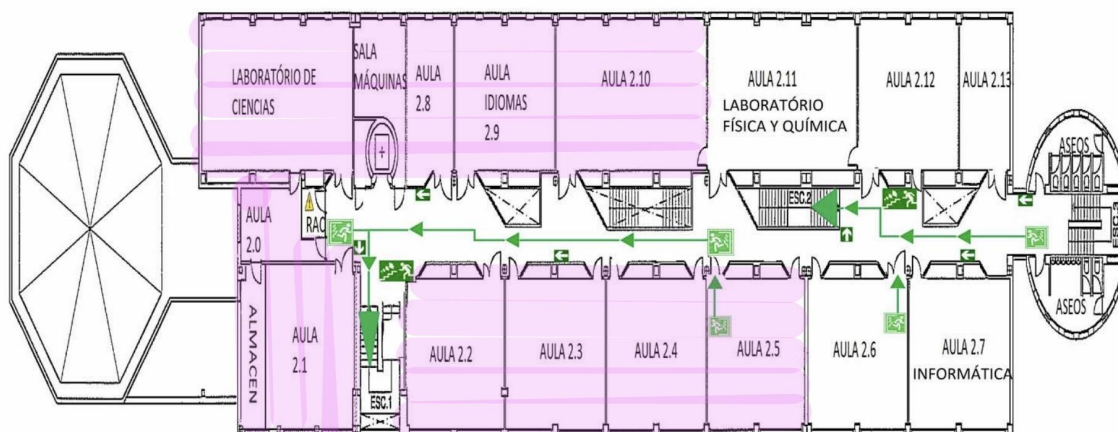 LABORATÓRIO DE
CIENCIAS
SALA
MÁQUINAS
AULA
2.8
AULA
IDIOMAS
2.9
AULA 2.10
AULA 2.11
LABORATÓRIO
FÍSICA Y QUÍMICA
AULA 2.12
AULA 2.13
ASEOS
AULA
2.0
RAC
ESC.2
ALMACEN
AULA
2.1
ESC.1
AULA 2.2
AULA 2.3
AULA 2.4
AULA 2.5
AULA 2.6
AULA 2.7
INFORMÁTICA
ASEOS